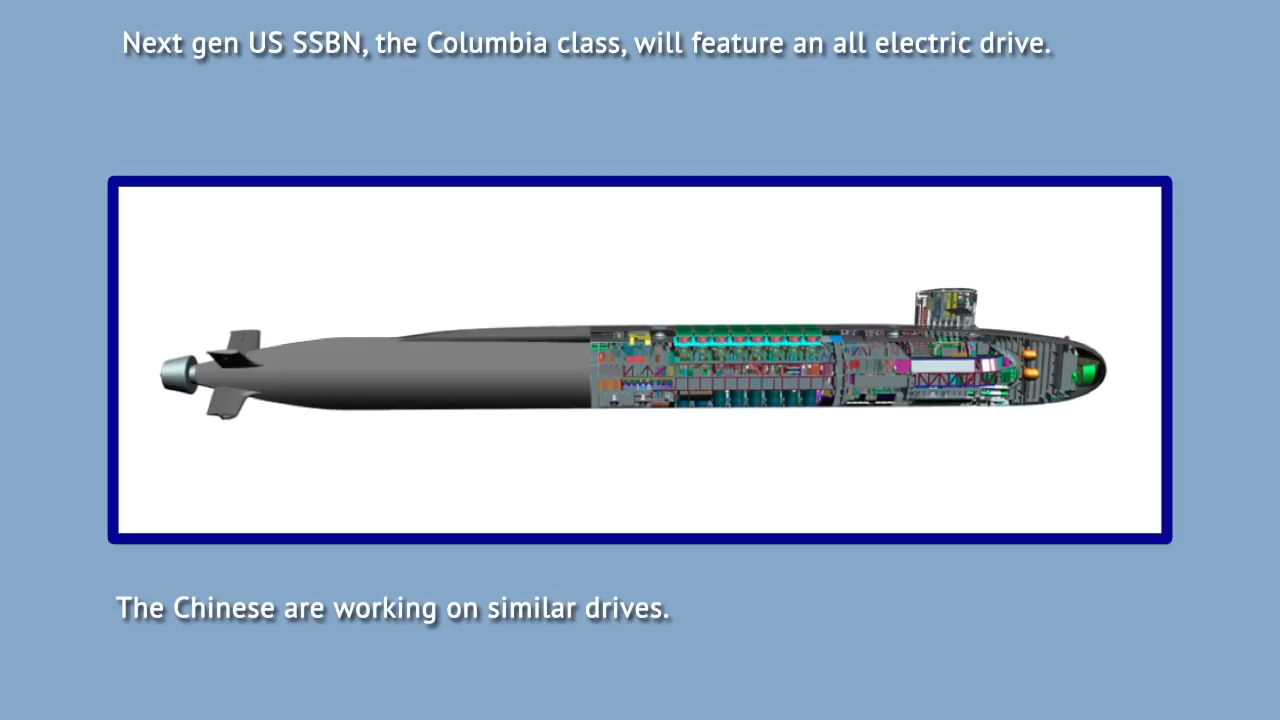 Next gen US SSBN, the Columbia class, will feature an all electric drive.
The Chinese are working on similar drives.